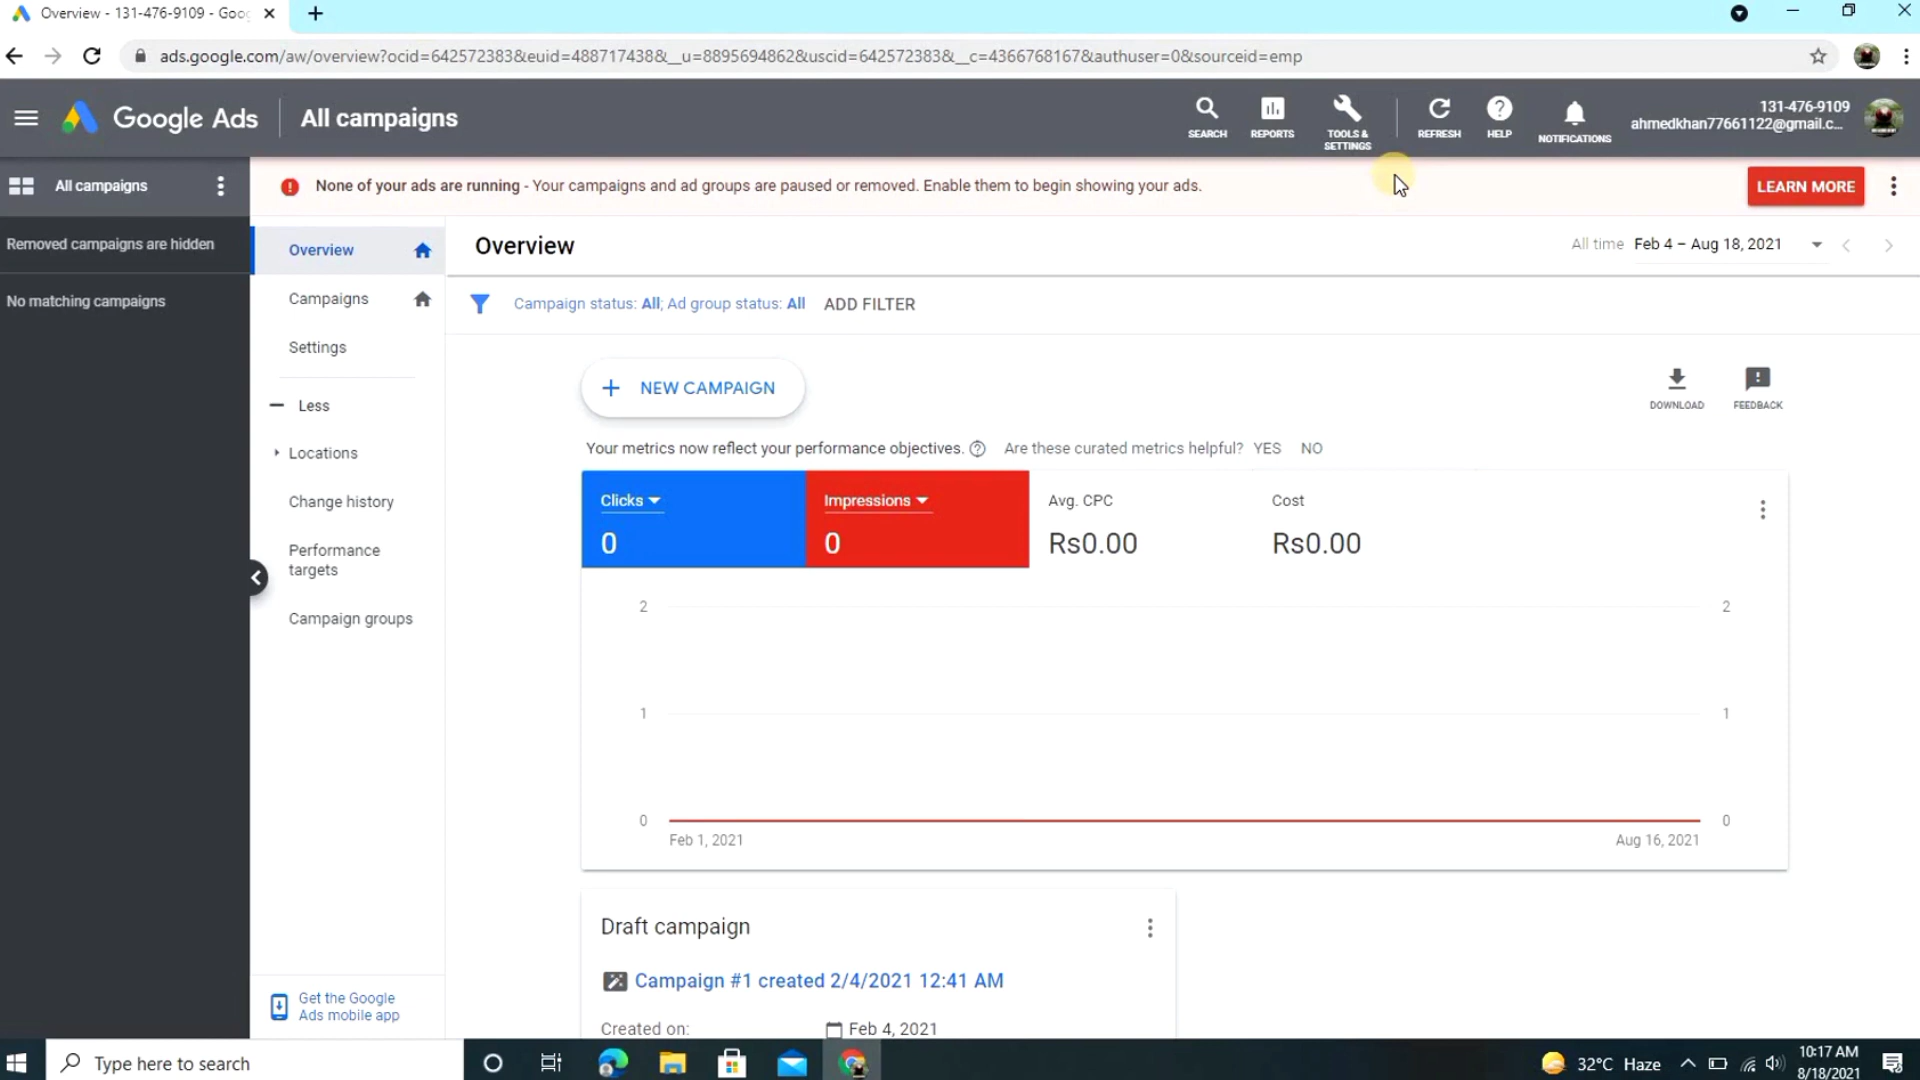 Overview - 131-476-9109 - Goog
ads.google.com/aw/overview?ocid=642572383&euid=488717438&__u=8895694862&uscid=642572383&__c=4366768167&authuser=0&sourceid=emp
Google Ads
All campaigns
SEARCH
REPORTS
TOOLS &
SETTINGS
REFRESH
HELP
NOTIFICATIONS
131-476-9109
ahmedkhan77661122@gmail.c...
All campaigns
None of your ads are running - Your campaigns and ad groups are paused or removed. Enable them to begin showing your ads.
LEARN MORE
Removed campaigns are hidden
No matching campaigns
Overview
Campaigns
Settings
Less
Locations
Change history
Performance
targets
Campaign groups
Get the Google
Ads mobile app
Overview
All time Feb 4 – Aug 18, 2021
Campaign status: All; Ad group status: All ADD FILTER
+ NEW CAMPAIGN
DOWNLOAD
FEEDBACK
Your metrics now reflect your performance objectives. Are these curated metrics helpful? YES NO
Clicks
0
Impressions
0
Avg. CPC
Rs0.00
Cost
Rs0.00
2 2
1 1
0 0
Feb 1, 2021 Aug 16, 2021
Draft campaign
Campaign #1 created 2/4/2021 12:41 AM
Created on: Feb 4, 2021
Type here to search
32°C Haze
10:17 AM
8/18/2021